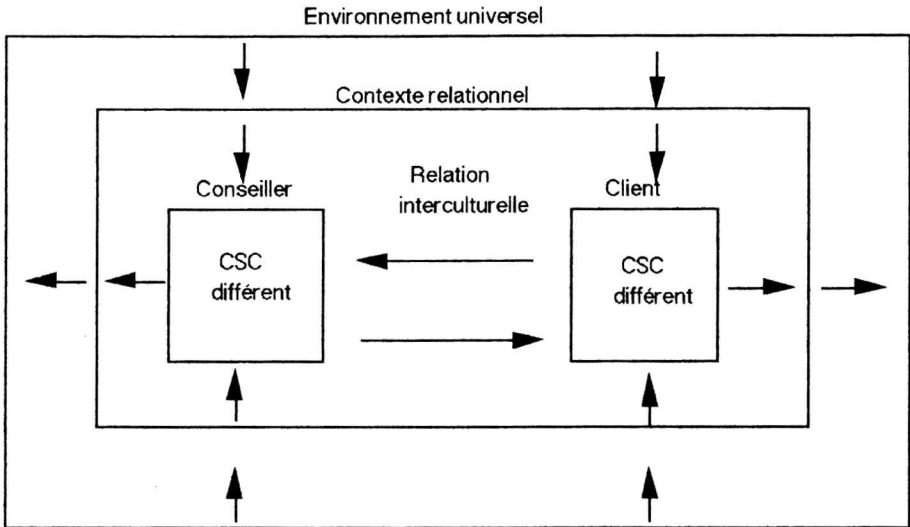 Environnement universel
Contexte relationnel
Relation
interculturelle
Conseiller
Client
CSC
différent
CSC
différent